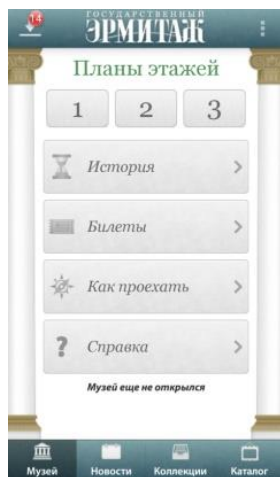 14
ГОСУДАРСТВЕННЫЙ
ЭРМИТАЖ
Планы этажей
1 2 3
История
Билеты
Как проехать
Справка
Музей еще не открылся
Музей Новости Коллекции Каталог